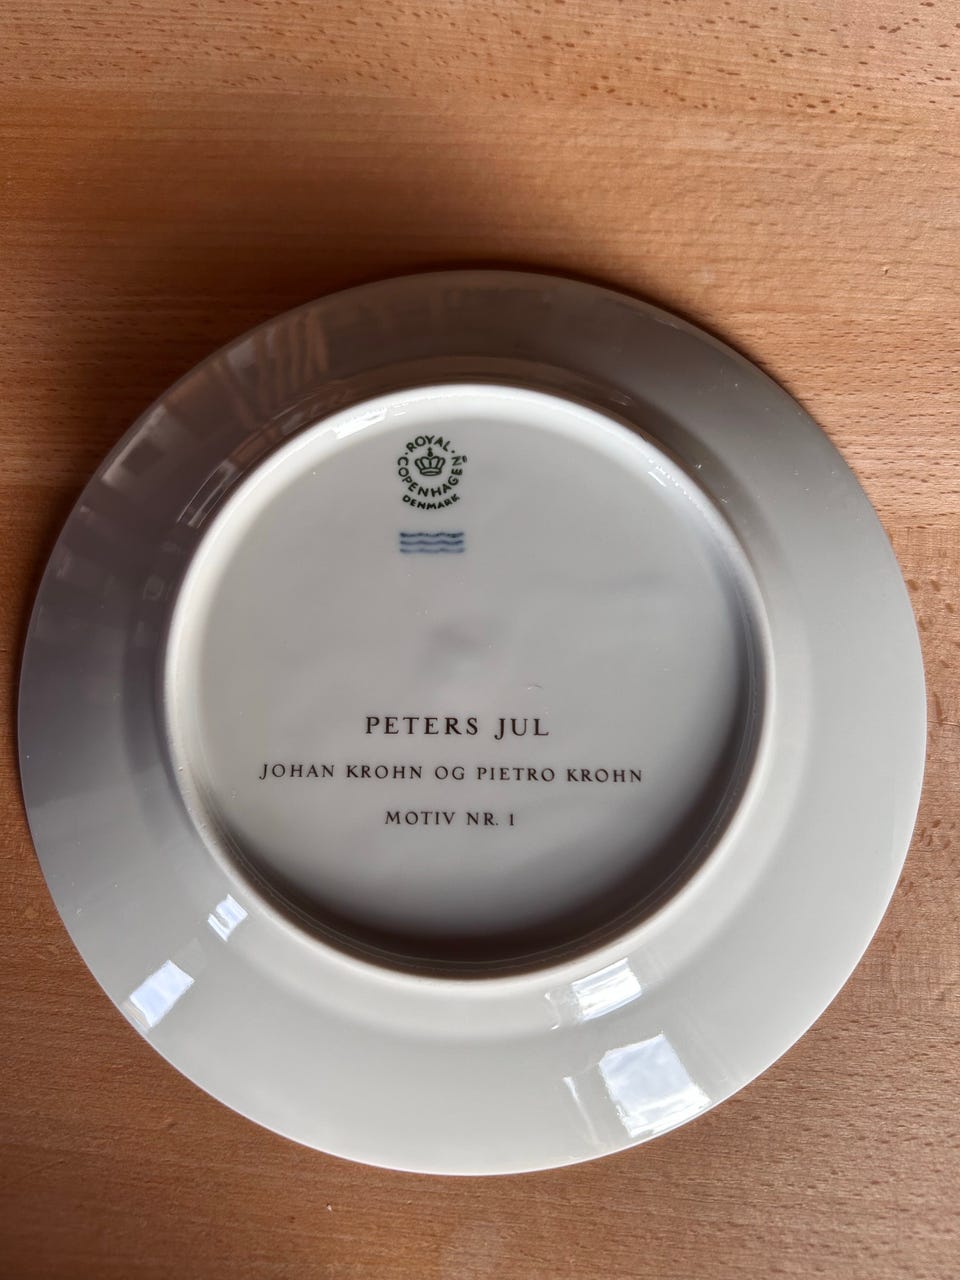 ROYAL
COPENHAGEN
DENMARK
PETERS JUL
JOHAN KROHN OG PIETRO KROHN
MOTIV NR. 1